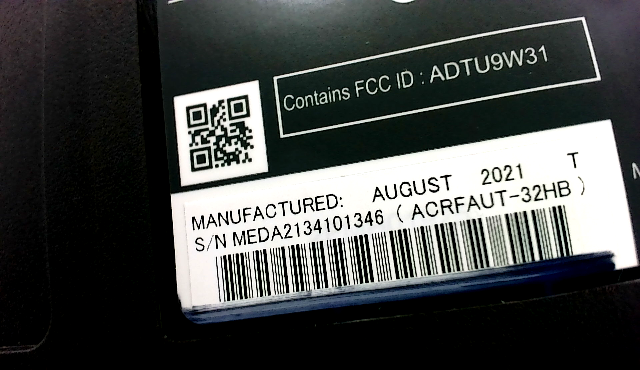 Contains FCC ID : ADTU9W31
MANUFACTURED: AUGUST 2021 T
S/N MEDA2134101346 ( ACRFAUT-32HB )